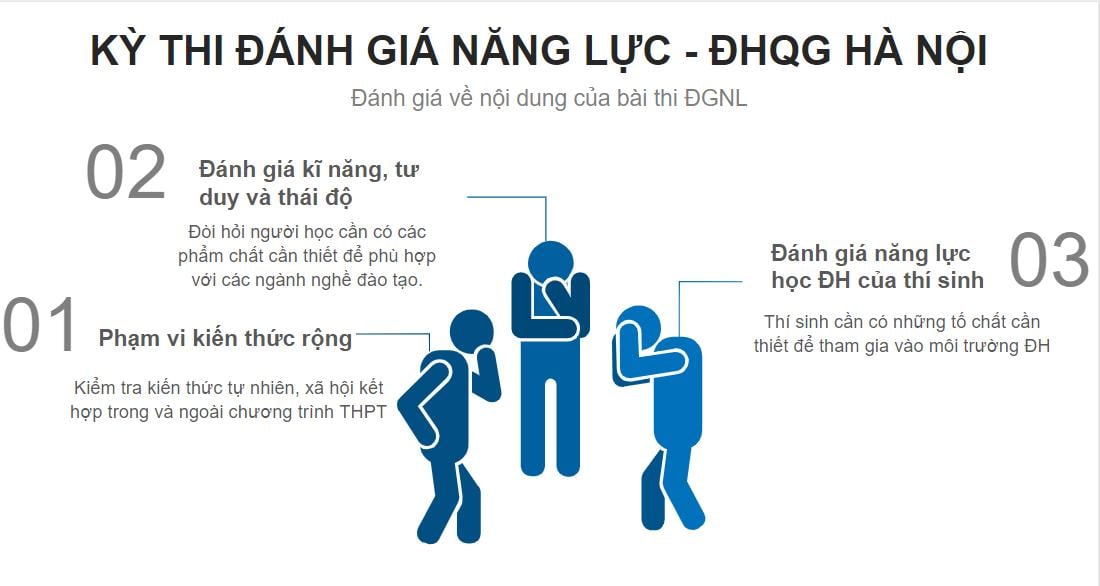 KỲ THI ĐÁNH GIÁ NĂNG LỰC - ĐHQG HÀ NỘI
Đánh giá về nội dung của bài thi ĐGNL
01
Phạm vi kiến thức rộng
Kiểm tra kiến thức tự nhiên, xã hội kết
hợp trong và ngoài chương trình THPT
02
Đánh giá kĩ năng, tư
duy và thái độ
Đòi hỏi người học cần có các
phẩm chất cần thiết để phù hợp
với các ngành nghề đào tạo.
03
Đánh giá năng lực
học ĐH của thí sinh
Thí sinh cần có những tố chất cần
thiết để tham gia vào môi trường ĐH